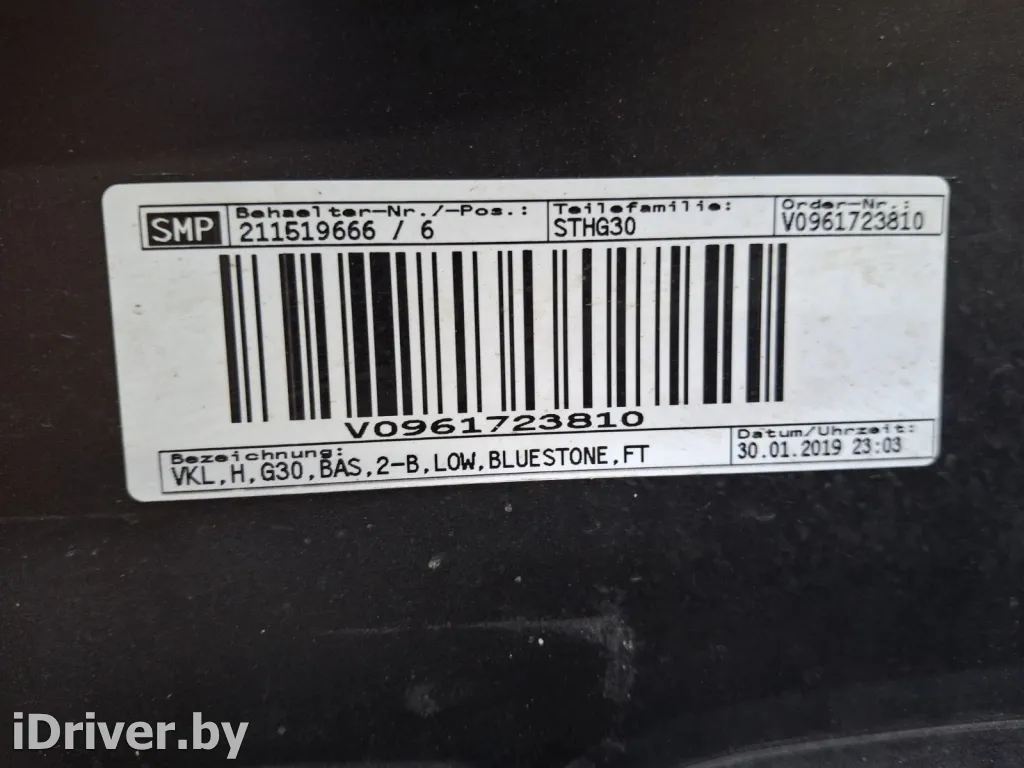 SMP
Behaelter-Nr./-Pos.:
211519666 / 6
Teilefamilie:
STHG30
Order-Nr.:
V0961723810
V0961723810
Bezeichnung:
VKL,H,G30,BAS,2-B,LOW,BLUESTONE,FT
Datum/Uhrzeit:
30.01.2019 23:03
iDriver.by